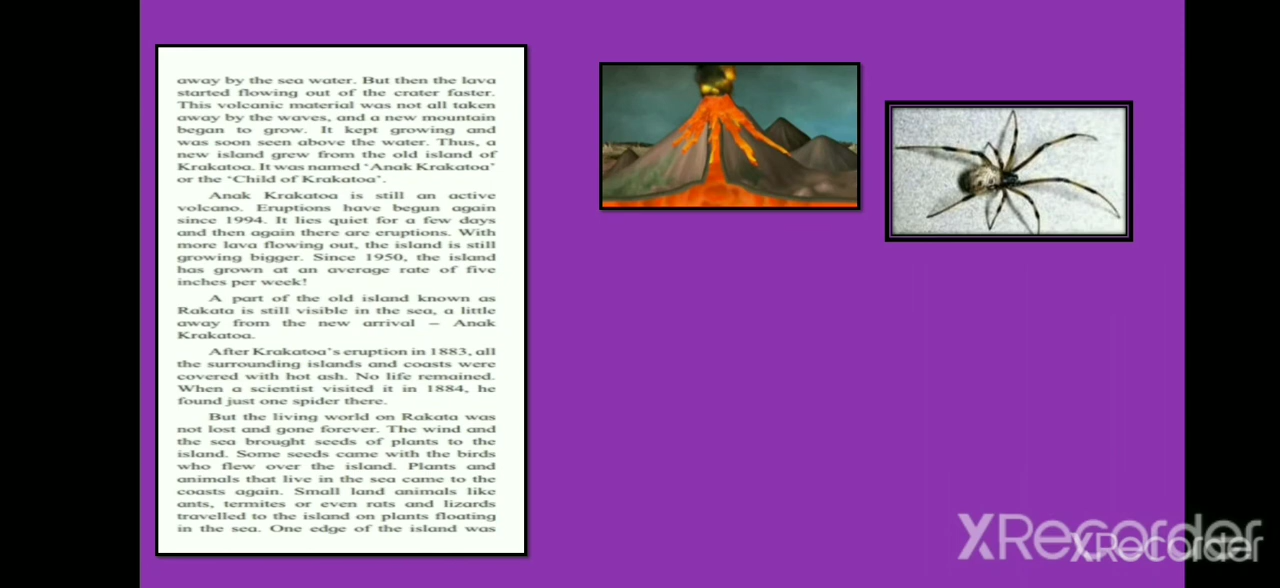 away by the sea water. But then the lava
started flowing out of the crater faster.
This volcanic material was not all taken
away by the waves, and a new mountain
began to grow. It kept growing and
was soon seen above the water. Thus, a
new island grew from the old island of
Krakatoa. It was named ‘Anak Krakatoa’
or the ‘Child of Krakatoa’.
Anak Krakatoa is still an active
volcano. Eruptions have begun again
since 1994. It lies quiet for a few days
and then again there are eruptions. With
more lava flowing out, the island is still
growing bigger. Since 1950, the island
has grown at an average rate of five
inches per week!
A part of the old island known as
Rakata is still visible in the sea, a little
away from the new arrival – Anak
Krakatoa.
After Krakatoa’s eruption in 1883, all
the surrounding islands and coasts were
covered with hot ash. No life remained.
When a scientist visited it in 1884, he
found just one spider there.
But the living world on Rakata was
not lost and gone forever. The wind and
the sea brought seeds of plants to the
island. Some seeds came with the birds
who flew over the island. Plants and
animals that live in the sea came to the
coasts again. Small land animals like
ants, termites or even rats and lizards
travelled to the island on plants floating
in the sea. One edge of the island was
XRecorder
XRecorder